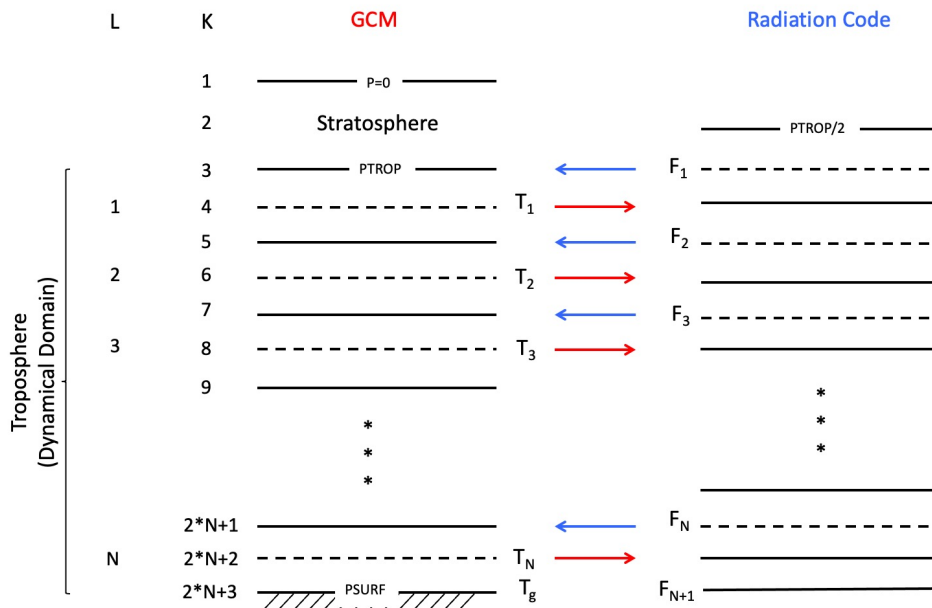 L K GCM Radiation Code
1 P=0
2 Stratosphere PTROP/2
3 PTROP F1
1 4 T1
5 F2
2 6 T2
7 F3
3 8 T3
9
Troposphere
(Dynamical Domain)
* *
* *
* *
2*N+1 FN
N 2*N+2 TN
2*N+3 PSURF Tg FN+1